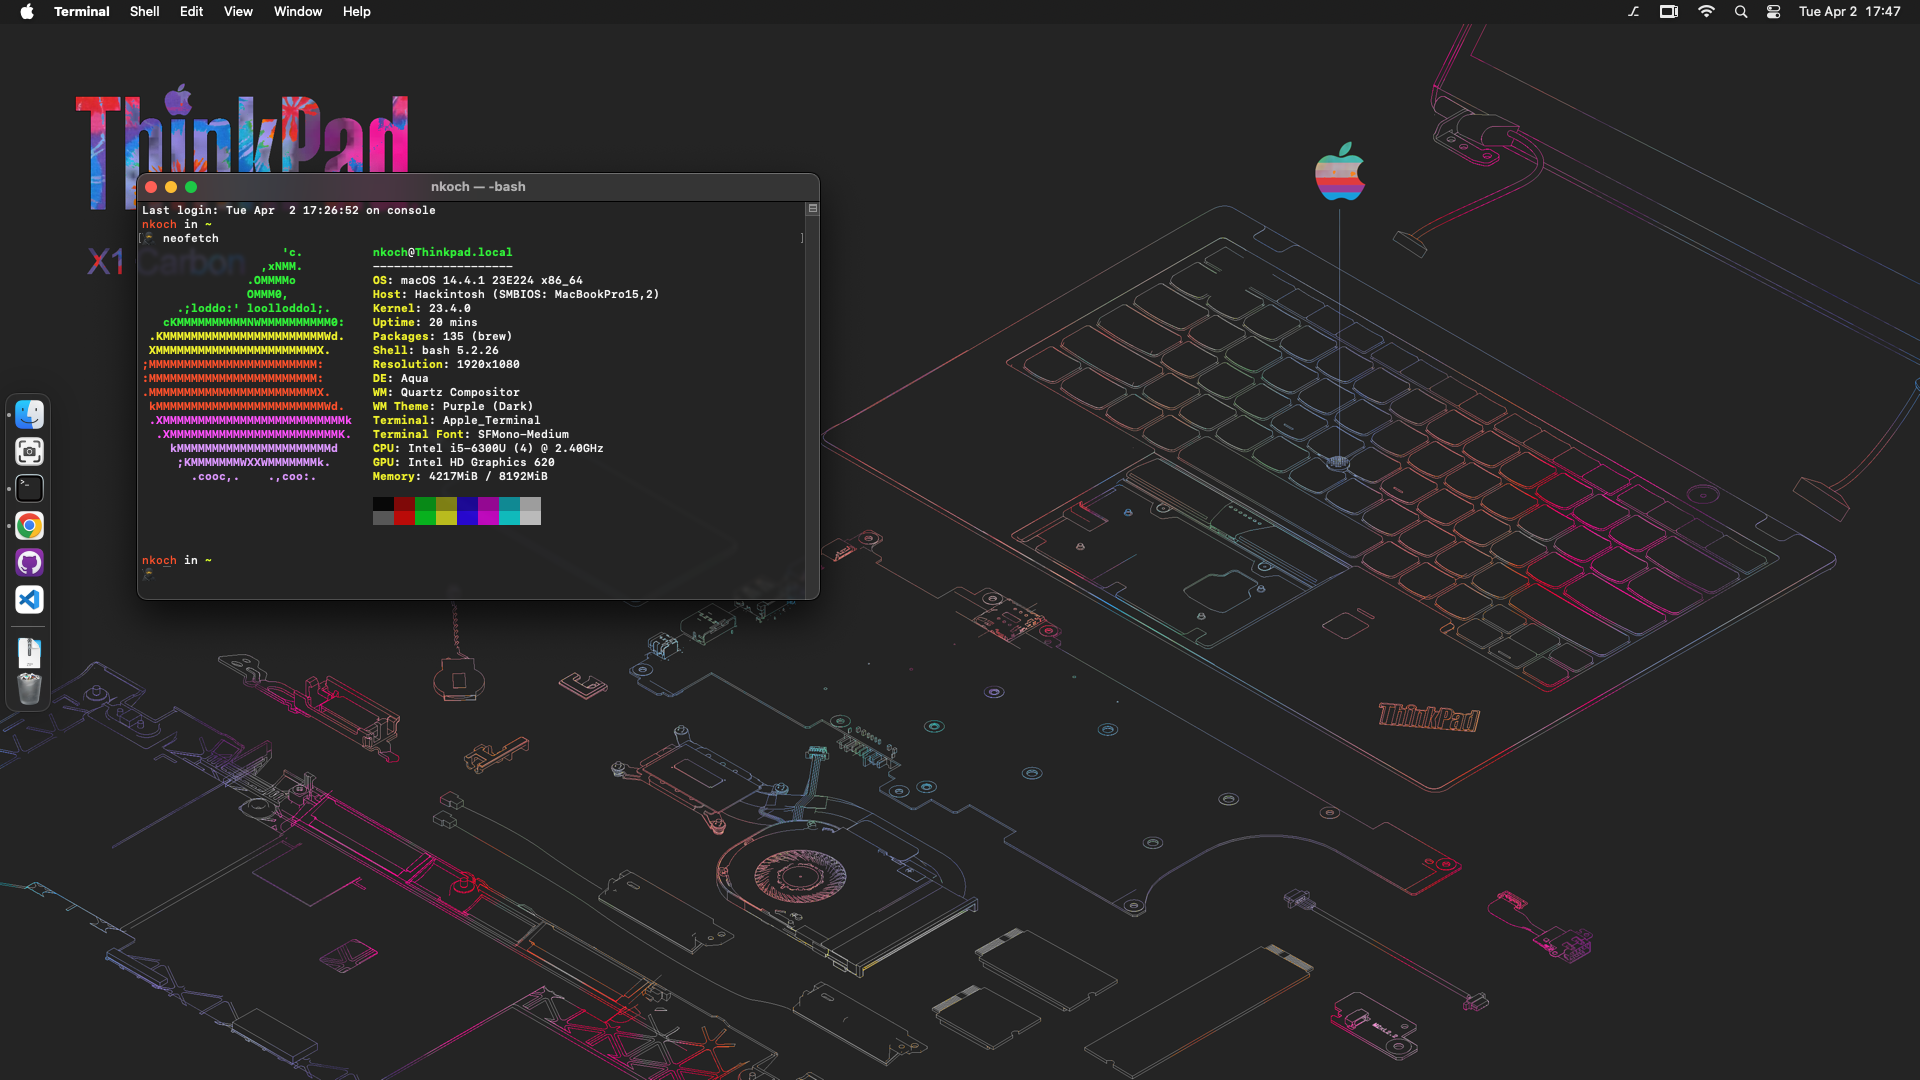 Terminal Shell Edit View Window Help
Tue Apr 2 17:47
ThinkPad
X1 Carbon
nkoch — -bash
Last login: Tue Apr  2 17:26:52 on console
nkoch in ~
neofetch
'c.
,xNMM.
.OMMMMo
OMMM0,
.;loddo:' loolloddol;.
cKMMMMMMMMMMNWMMMMMMMMMM0:
.KMMMMMMMMMMMMMMMMMMMMMMMWd.
XMMMMMMMMMMMMMMMMMMMMMMMX.
;MMMMMMMMMMMMMMMMMMMMMMMM:
:MMMMMMMMMMMMMMMMMMMMMMMM:
.MMMMMMMMMMMMMMMMMMMMMMMMX.
kMMMMMMMMMMMMMMMMMMMMMMMMWd.
.XMMMMMMMMMMMMMMMMMMMMMMMMMMk
.XMMMMMMMMMMMMMMMMMMMMMMMMK.
kMMMMMMMMMMMMMMMMMMMMMMd
;KMMMMMMMWXXWMMMMMMMk.
.cooc,.    .,coo:.
nkoch@Thinkpad.local
--------------------
OS: macOS 14.4.1 23E224 x86_64
Host: Hackintosh (SMBIOS: MacBookPro15,2)
Kernel: 23.4.0
Uptime: 20 mins
Packages: 135 (brew)
Shell: bash 5.2.26
Resolution: 1920x1080
DE: Aqua
WM: Quartz Compositor
WM Theme: Purple (Dark)
Terminal: Apple_Terminal
Terminal Font: SFMono-Medium
CPU: Intel i5-6300U (4) @ 2.40GHz
GPU: Intel HD Graphics 620
Memory: 4217MiB / 8192MiB
nkoch in ~
ThinkPad